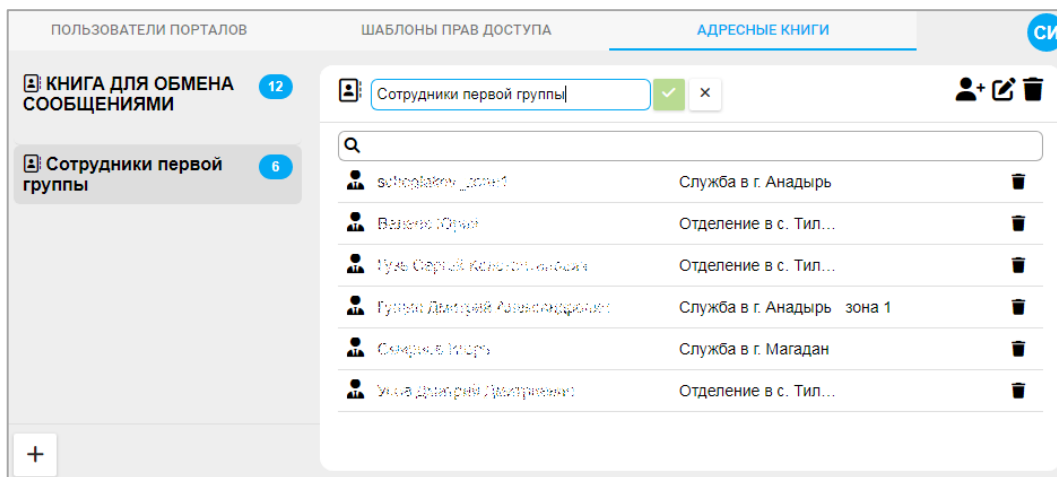 ПОЛЬЗОВАТЕЛИ ПОРТАЛОВ
ШАБЛОНЫ ПРАВ ДОСТУПА
АДРЕСНЫЕ КНИГИ
СИ
КНИГА ДЛЯ ОБМЕНА
СООБЩЕНИЯМИ
12
Сотрудники первой
группы
6
Сотрудники первой группы
Служба в г. Анадырь
Отделение в с. Тил...
Отделение в с. Тил...
Служба в г. Анадырь зона 1
Служба в г. Магадан
Отделение в с. Тил...